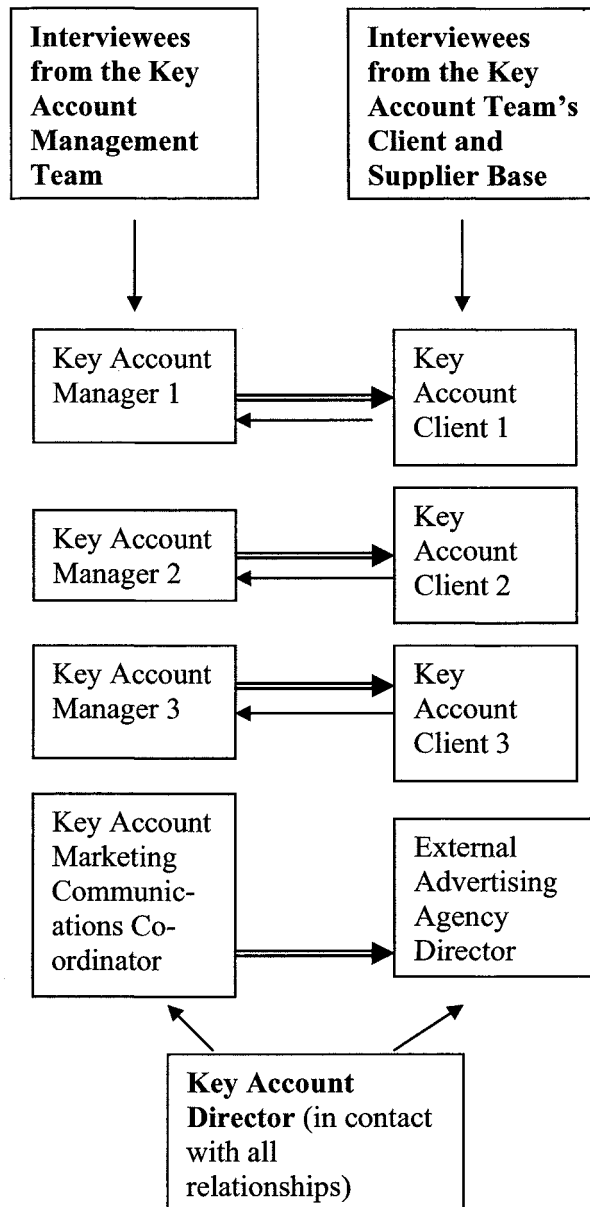 Interviewees
from the Key
Account
Management
Team
Interviewees
from the Key
Account Team's
Client and
Supplier Base
Key Account
Manager 1
Key
Account
Client 1
Key Account
Manager 2
Key
Account
Client 2
Key Account
Manager 3
Key
Account
Client 3
Key Account
Marketing
Communic-
ations Co-
ordinator
External
Advertising
Agency
Director
Key Account
Director (in contact
with all
relationships)